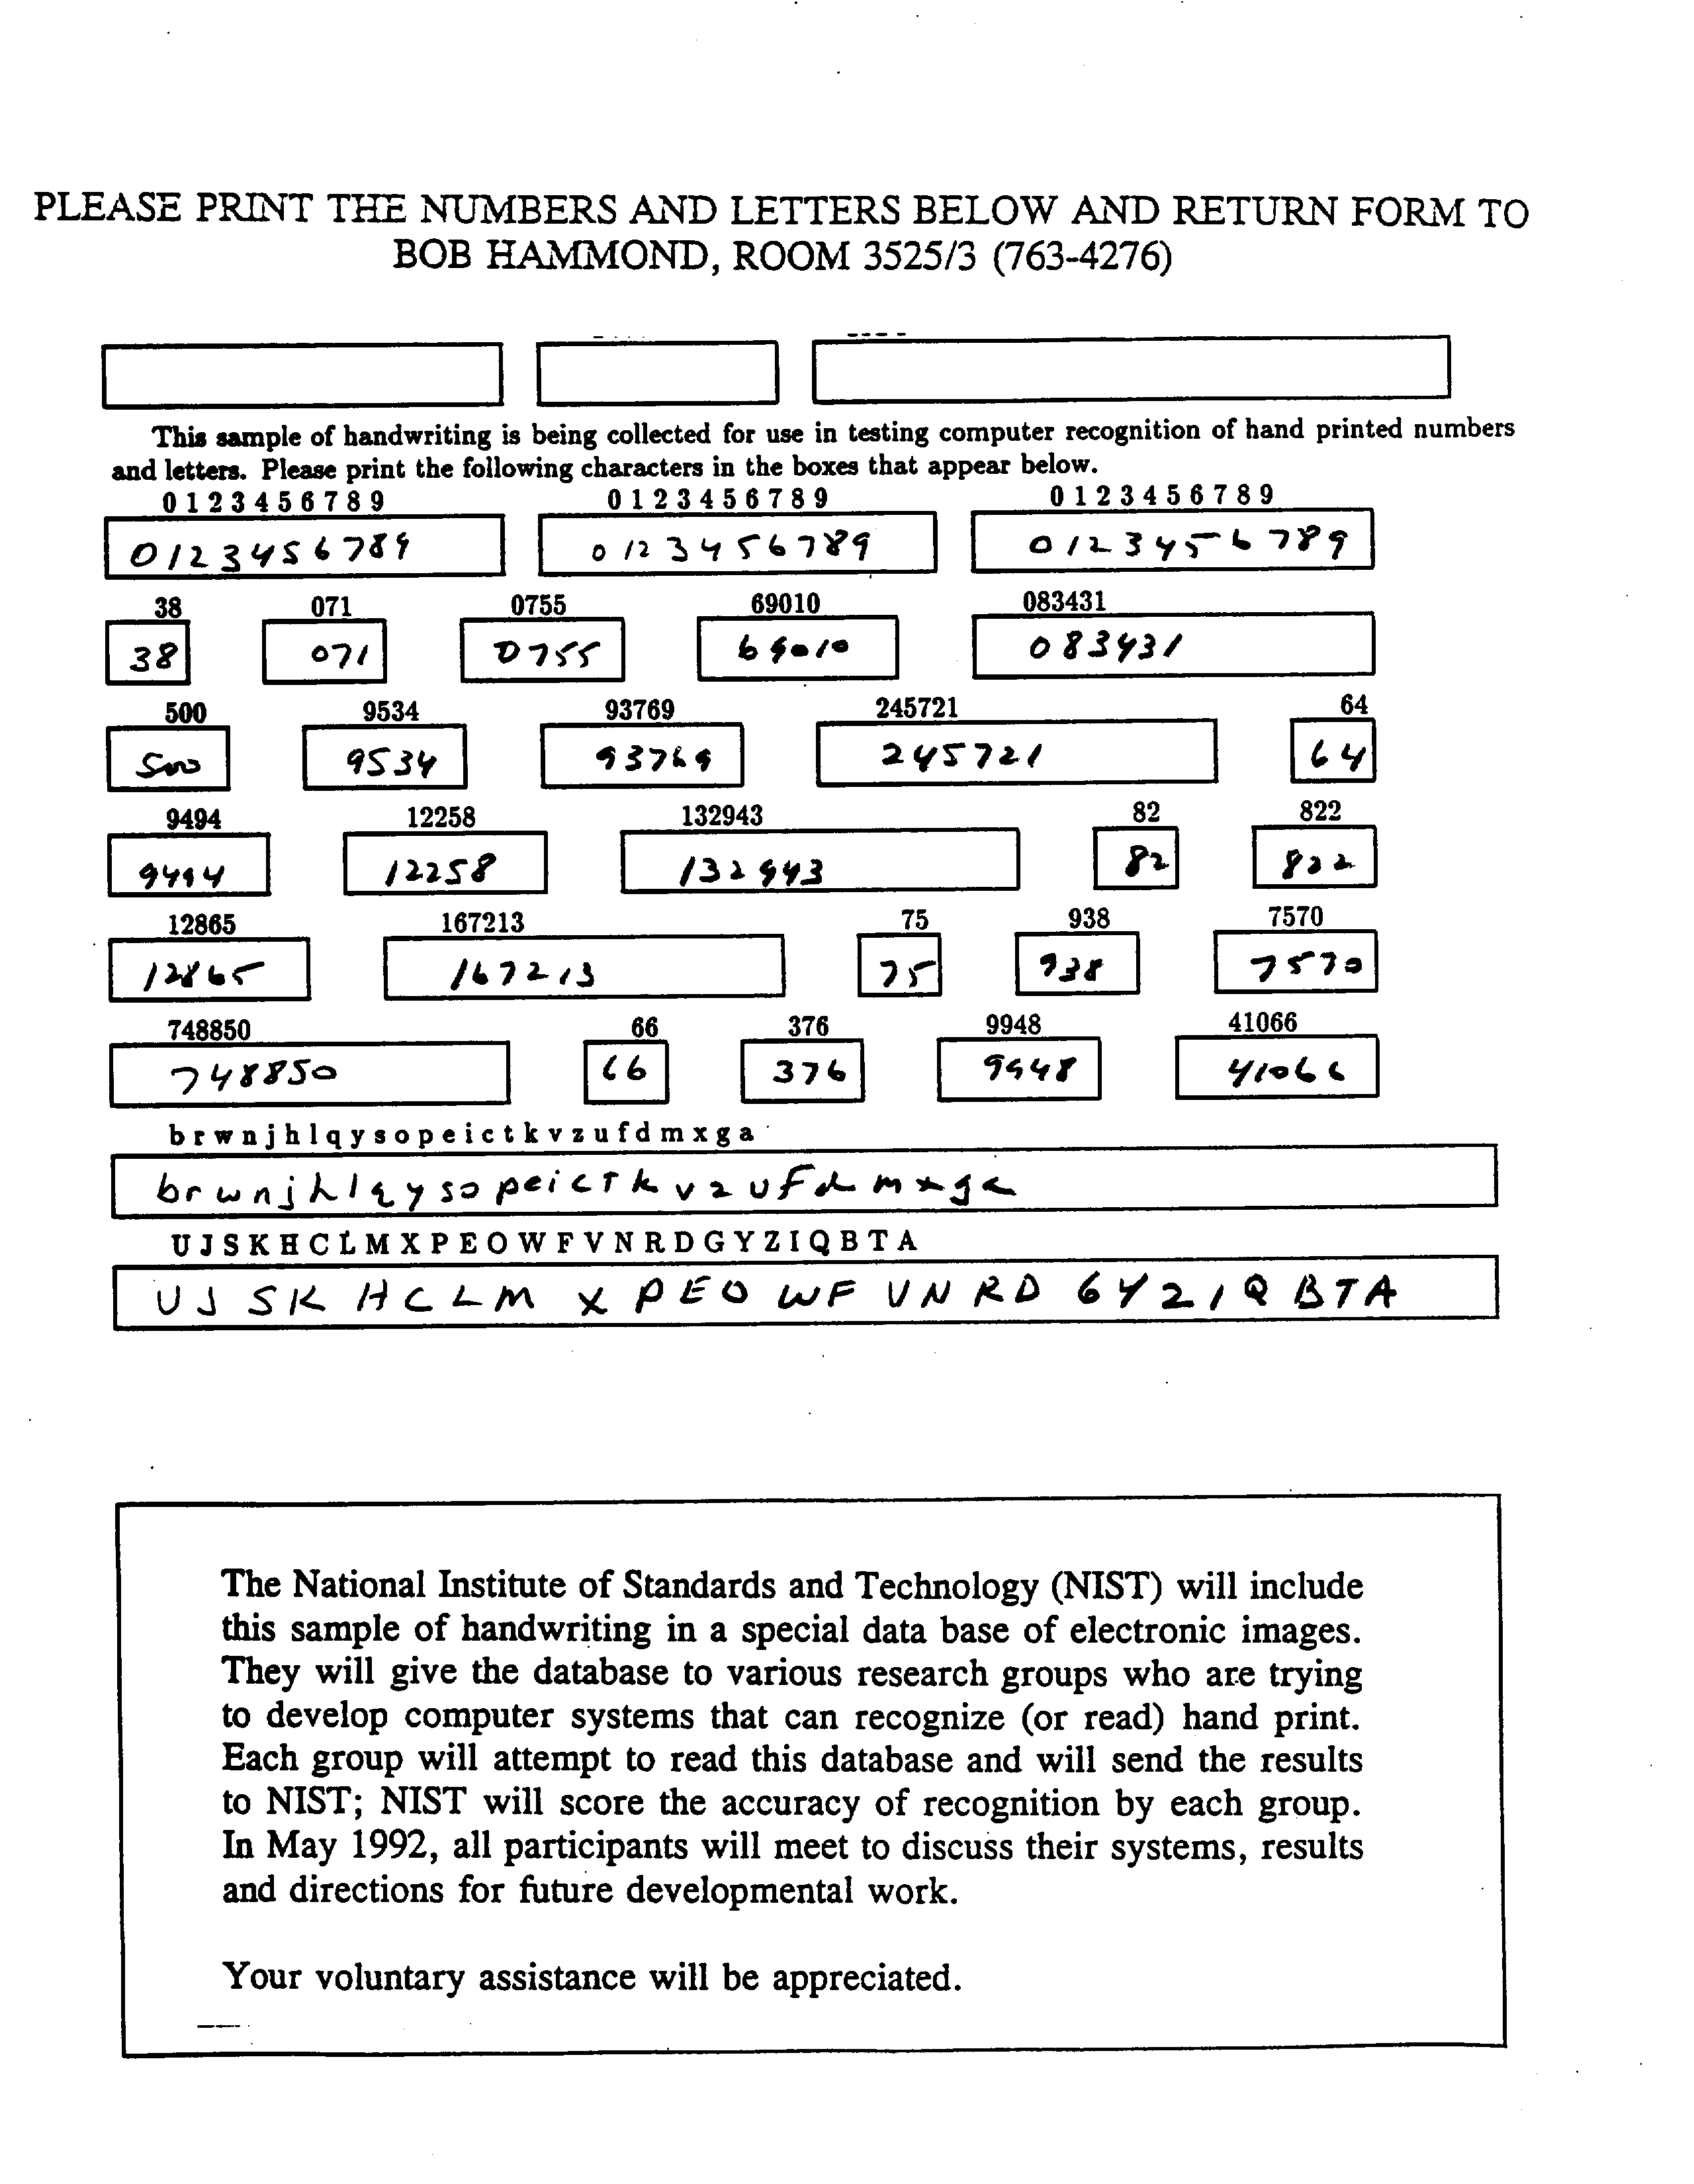 PLEASE PRINT THE NUMBERS AND LETTERS BELOW AND RETURN FORM TO
BOB HAMMOND, ROOM 3525/3 (763-4276)
This sample of handwriting is being collected for use in testing computer recognition of hand printed numbers
and letters. Please print the following characters in the boxes that appear below.
0 1 2 3 4 5 6 7 8 9 0 1 2 3 4 5 6 7 8 9 0 1 2 3 4 5 6 7 8 9
0123456789 0123456789 0123456789
38 071 0755 69010 083431
38 071 0755 69010 083431
500 9534 93769 245721 64
500 9534 93769 245721 64
9494 12258 132943 82 822
9494 12258 132943 82 822
12865 167213 75 938 7570
12865 167213 75 938 7570
748850 66 376 9948 41066
748850 66 376 9948 41066
b r w n j h l q y s o p e i c t k v z u f d m x g a
b r w n j h l q y s o p e i c t k v z u f d m x g a
U J S K H C L M X P E O W F V N R D G Y Z I Q B T A
U J S K H C L M X P E O W F V N R D G Y Z I Q B T A
The National Institute of Standards and Technology (NIST) will include
this sample of handwriting in a special data base of electronic images.
They will give the database to various research groups who are trying
to develop computer systems that can recognize (or read) hand print.
Each group will attempt to read this database and will send the results
to NIST; NIST will score the accuracy of recognition by each group.
In May 1992, all participants will meet to discuss their systems, results
and directions for future developmental work.
Your voluntary assistance will be appreciated.